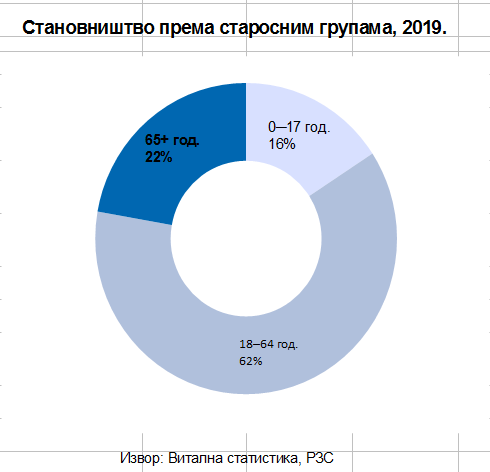 Становништво према старосним групама, 2019.
0—17 год.
16%
65+ год.
22%
18—64 год.
62%
Извор: Витална статистика, РЗС